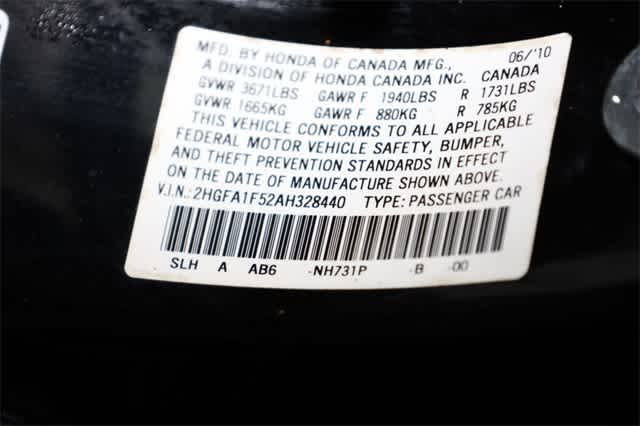 MFD. BY HONDA OF CANADA MFG., 06/'10
A DIVISION OF HONDA CANADA INC. CANADA
GVWR 3671LBS GAWR F 1940LBS R 1731LBS
GVWR 1665KG GAWR F 880KG R 785KG
THIS VEHICLE CONFORMS TO ALL APPLICABLE
FEDERAL MOTOR VEHICLE SAFETY, BUMPER,
AND THEFT PREVENTION STANDARDS IN EFFECT
ON THE DATE OF MANUFACTURE SHOWN ABOVE.
V.I.N.:2HGFA1F52AH328440 TYPE:PASSENGER CAR
SLH A AB6 -NH731P -B -00